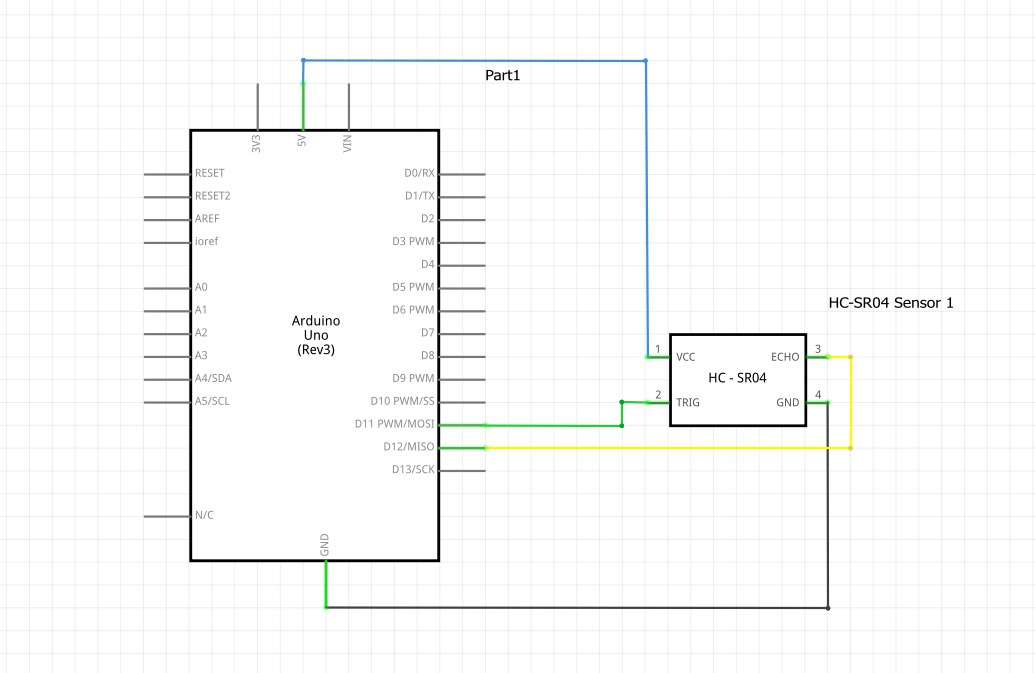 Part1
3V3
5V
VIN
RESET
RESET2
AREF
ioref
A0
A1
A2
A3
A4/SDA
A5/SCL
N/C
Arduino
Uno
(Rev3)
D0/RX
D1/TX
D2
D3 PWM
D4
D5 PWM
D6 PWM
D7
D8
D9 PWM
D10 PWM/SS
D11 PWM/MOSI
D12/MISO
D13/SCK
GND
HC-SR04 Sensor 1
1 VCC
ECHO 3
HC - SR04
2 TRIG
GND 4